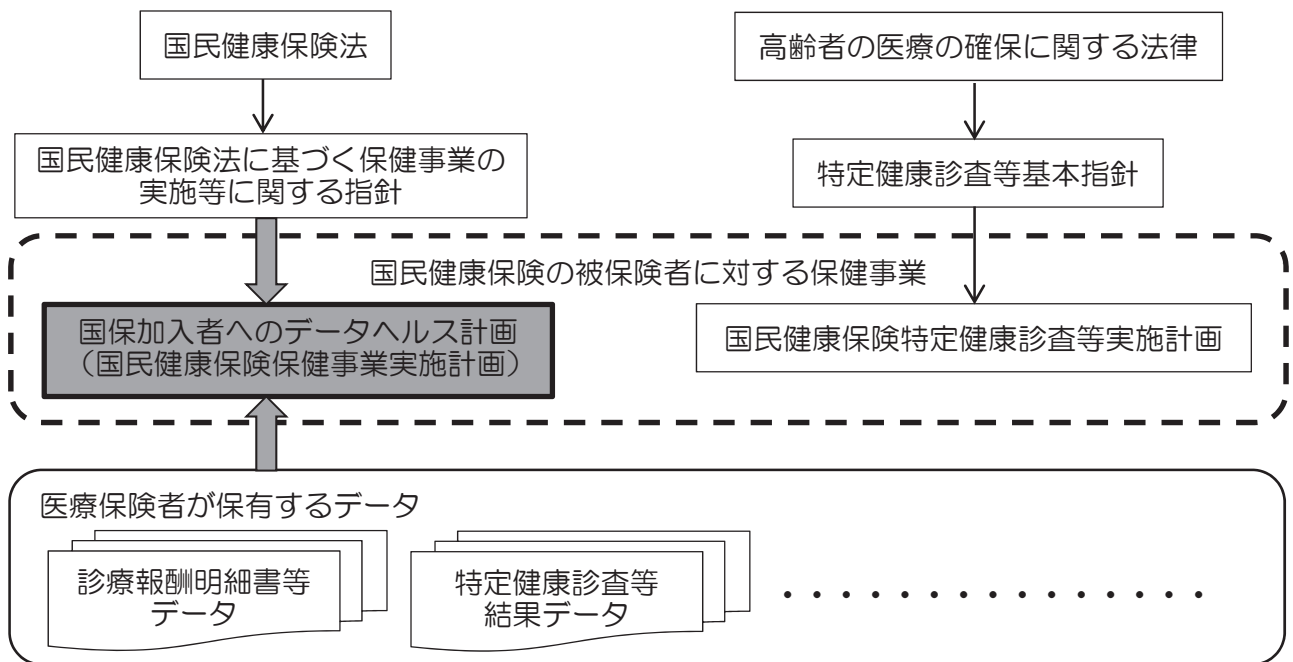 国民健康保険法
高齢者の医療の確保に関する法律
国民健康保険法に基づく保健事業の
実施等に関する指針
特定健康診査等基本指針
国民健康保険の被保険者に対する保健事業
国保加入者へのデータヘルス計画
（国民健康保険保健事業実施計画）
国民健康保険特定健康診査等実施計画
医療保険者が保有するデータ
診療報酬明細書等
データ
特定健康診査等
結果データ
・・・・・・・・・・・・・・・